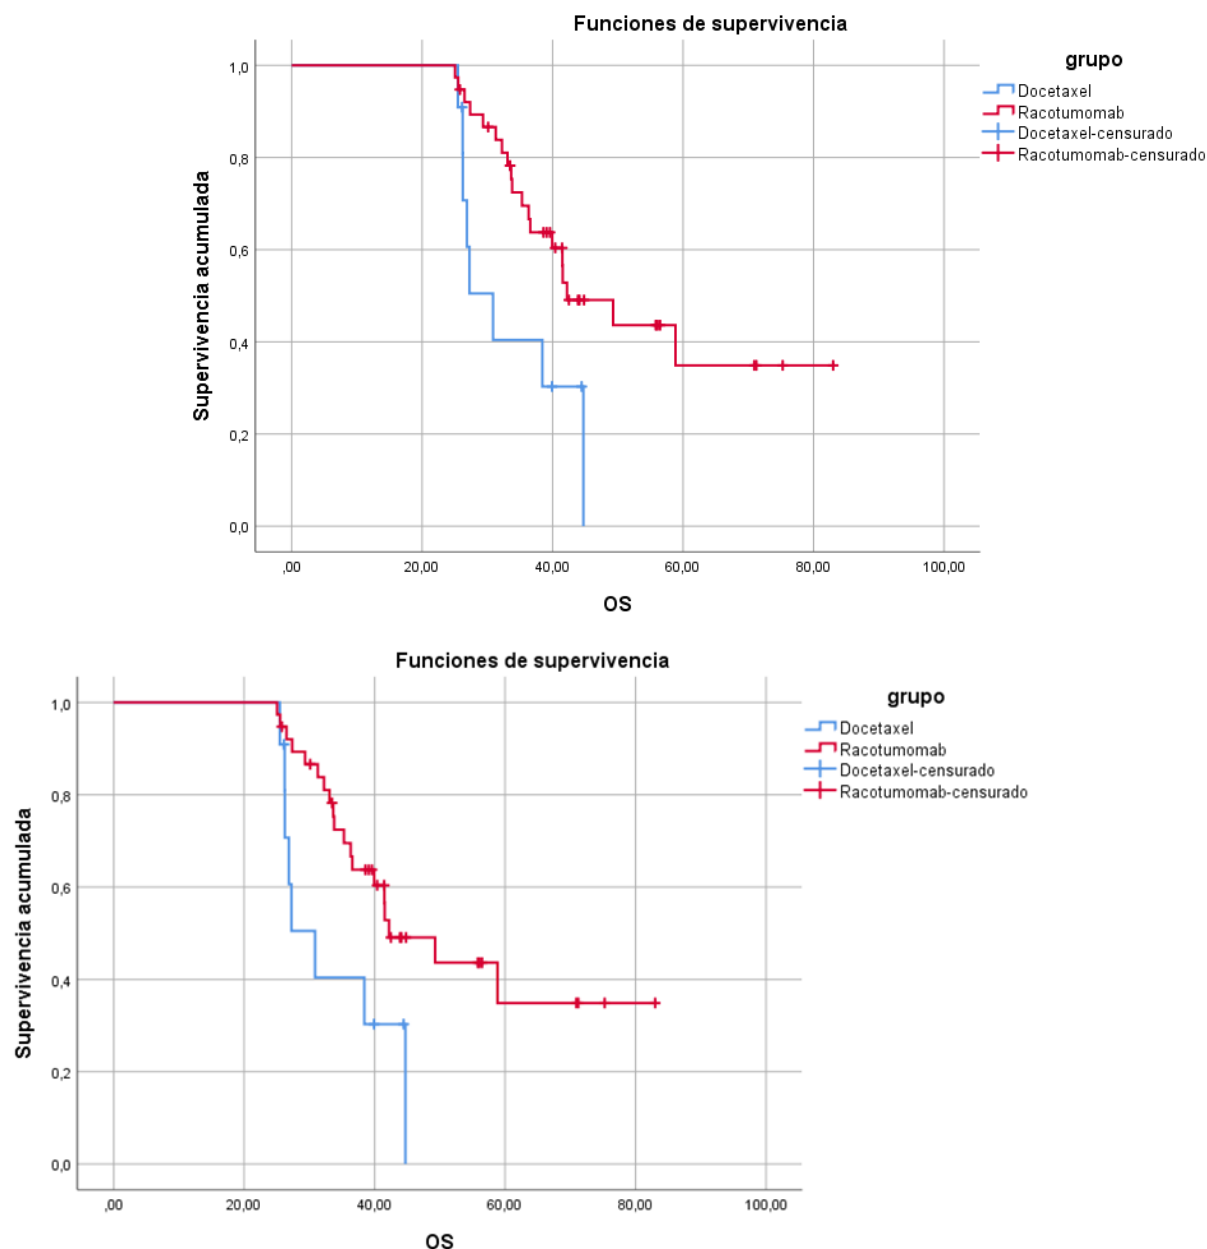 Funciones de supervivencia
grupo
Docetaxel
Racotumomab
Docetaxel-censurado
Racotumomab-censurado
Supervivencia acumulada
1,0
0,8
0,6
0,4
0,2
0,0
,00 20,00 40,00 60,00 80,00 100,00
OS
Funciones de supervivencia
grupo
Docetaxel
Racotumomab
Docetaxel-censurado
Racotumomab-censurado
Supervivencia acumulada
1,0
0,8
0,6
0,4
0,2
0,0
,00 20,00 40,00 60,00 80,00 100,00
OS